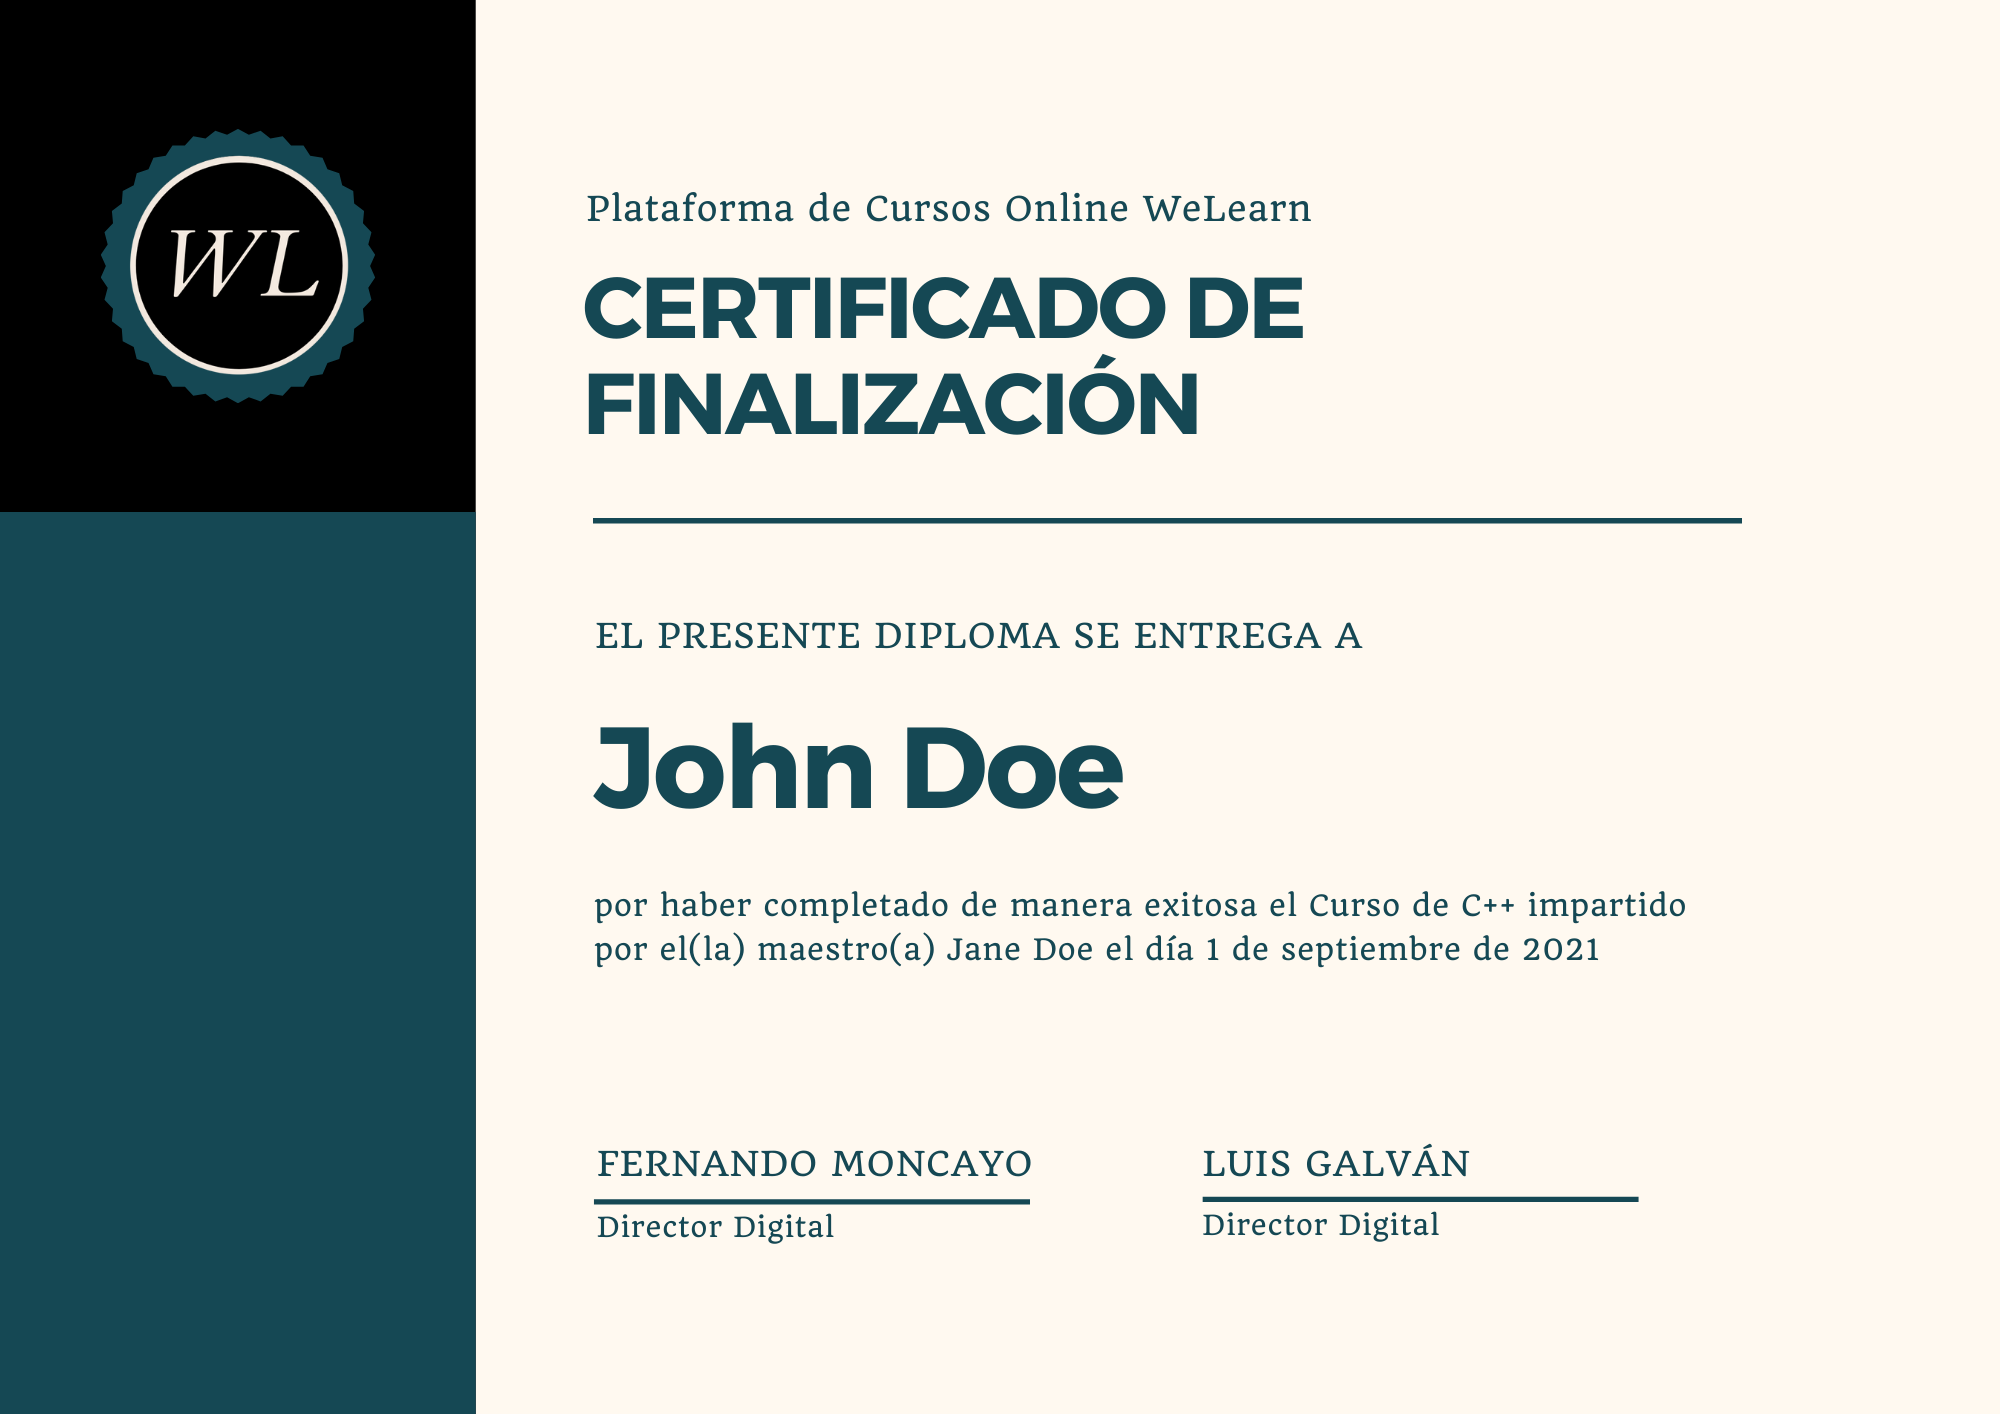 WL
Plataforma de Cursos Online WeLearn
CERTIFICADO DE
FINALIZACIÓN
EL PRESENTE DIPLOMA SE ENTREGA A
John Doe
por haber completado de manera exitosa el Curso de C++ impartido
por el(la) maestro(a) Jane Doe el día 1 de septiembre de 2021
FERNANDO MONCAYO
Director Digital
LUIS GALVÁN
Director Digital